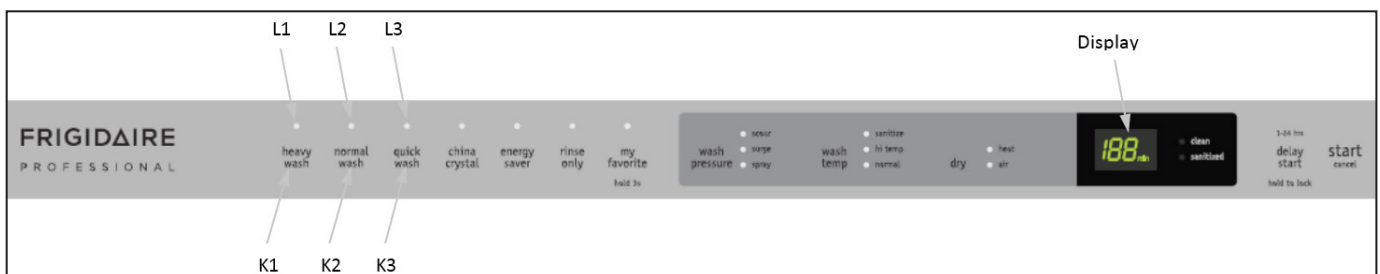 L1 L2 L3
Display
FRIGIDAIRE
PROFESSIONAL
heavy
wash
normal
wash
quick
wash
china
crystal
energy
saver
rinse
only
my
favorite
hold 3s
wash
pressure
scour
surge
spray
wash
temp
sanitize
hi temp
normal
dry
heat
air
188 min
clean
sanitized
1-24 hrs
delay
start
hold to lock
start
cancel
K1 K2 K3